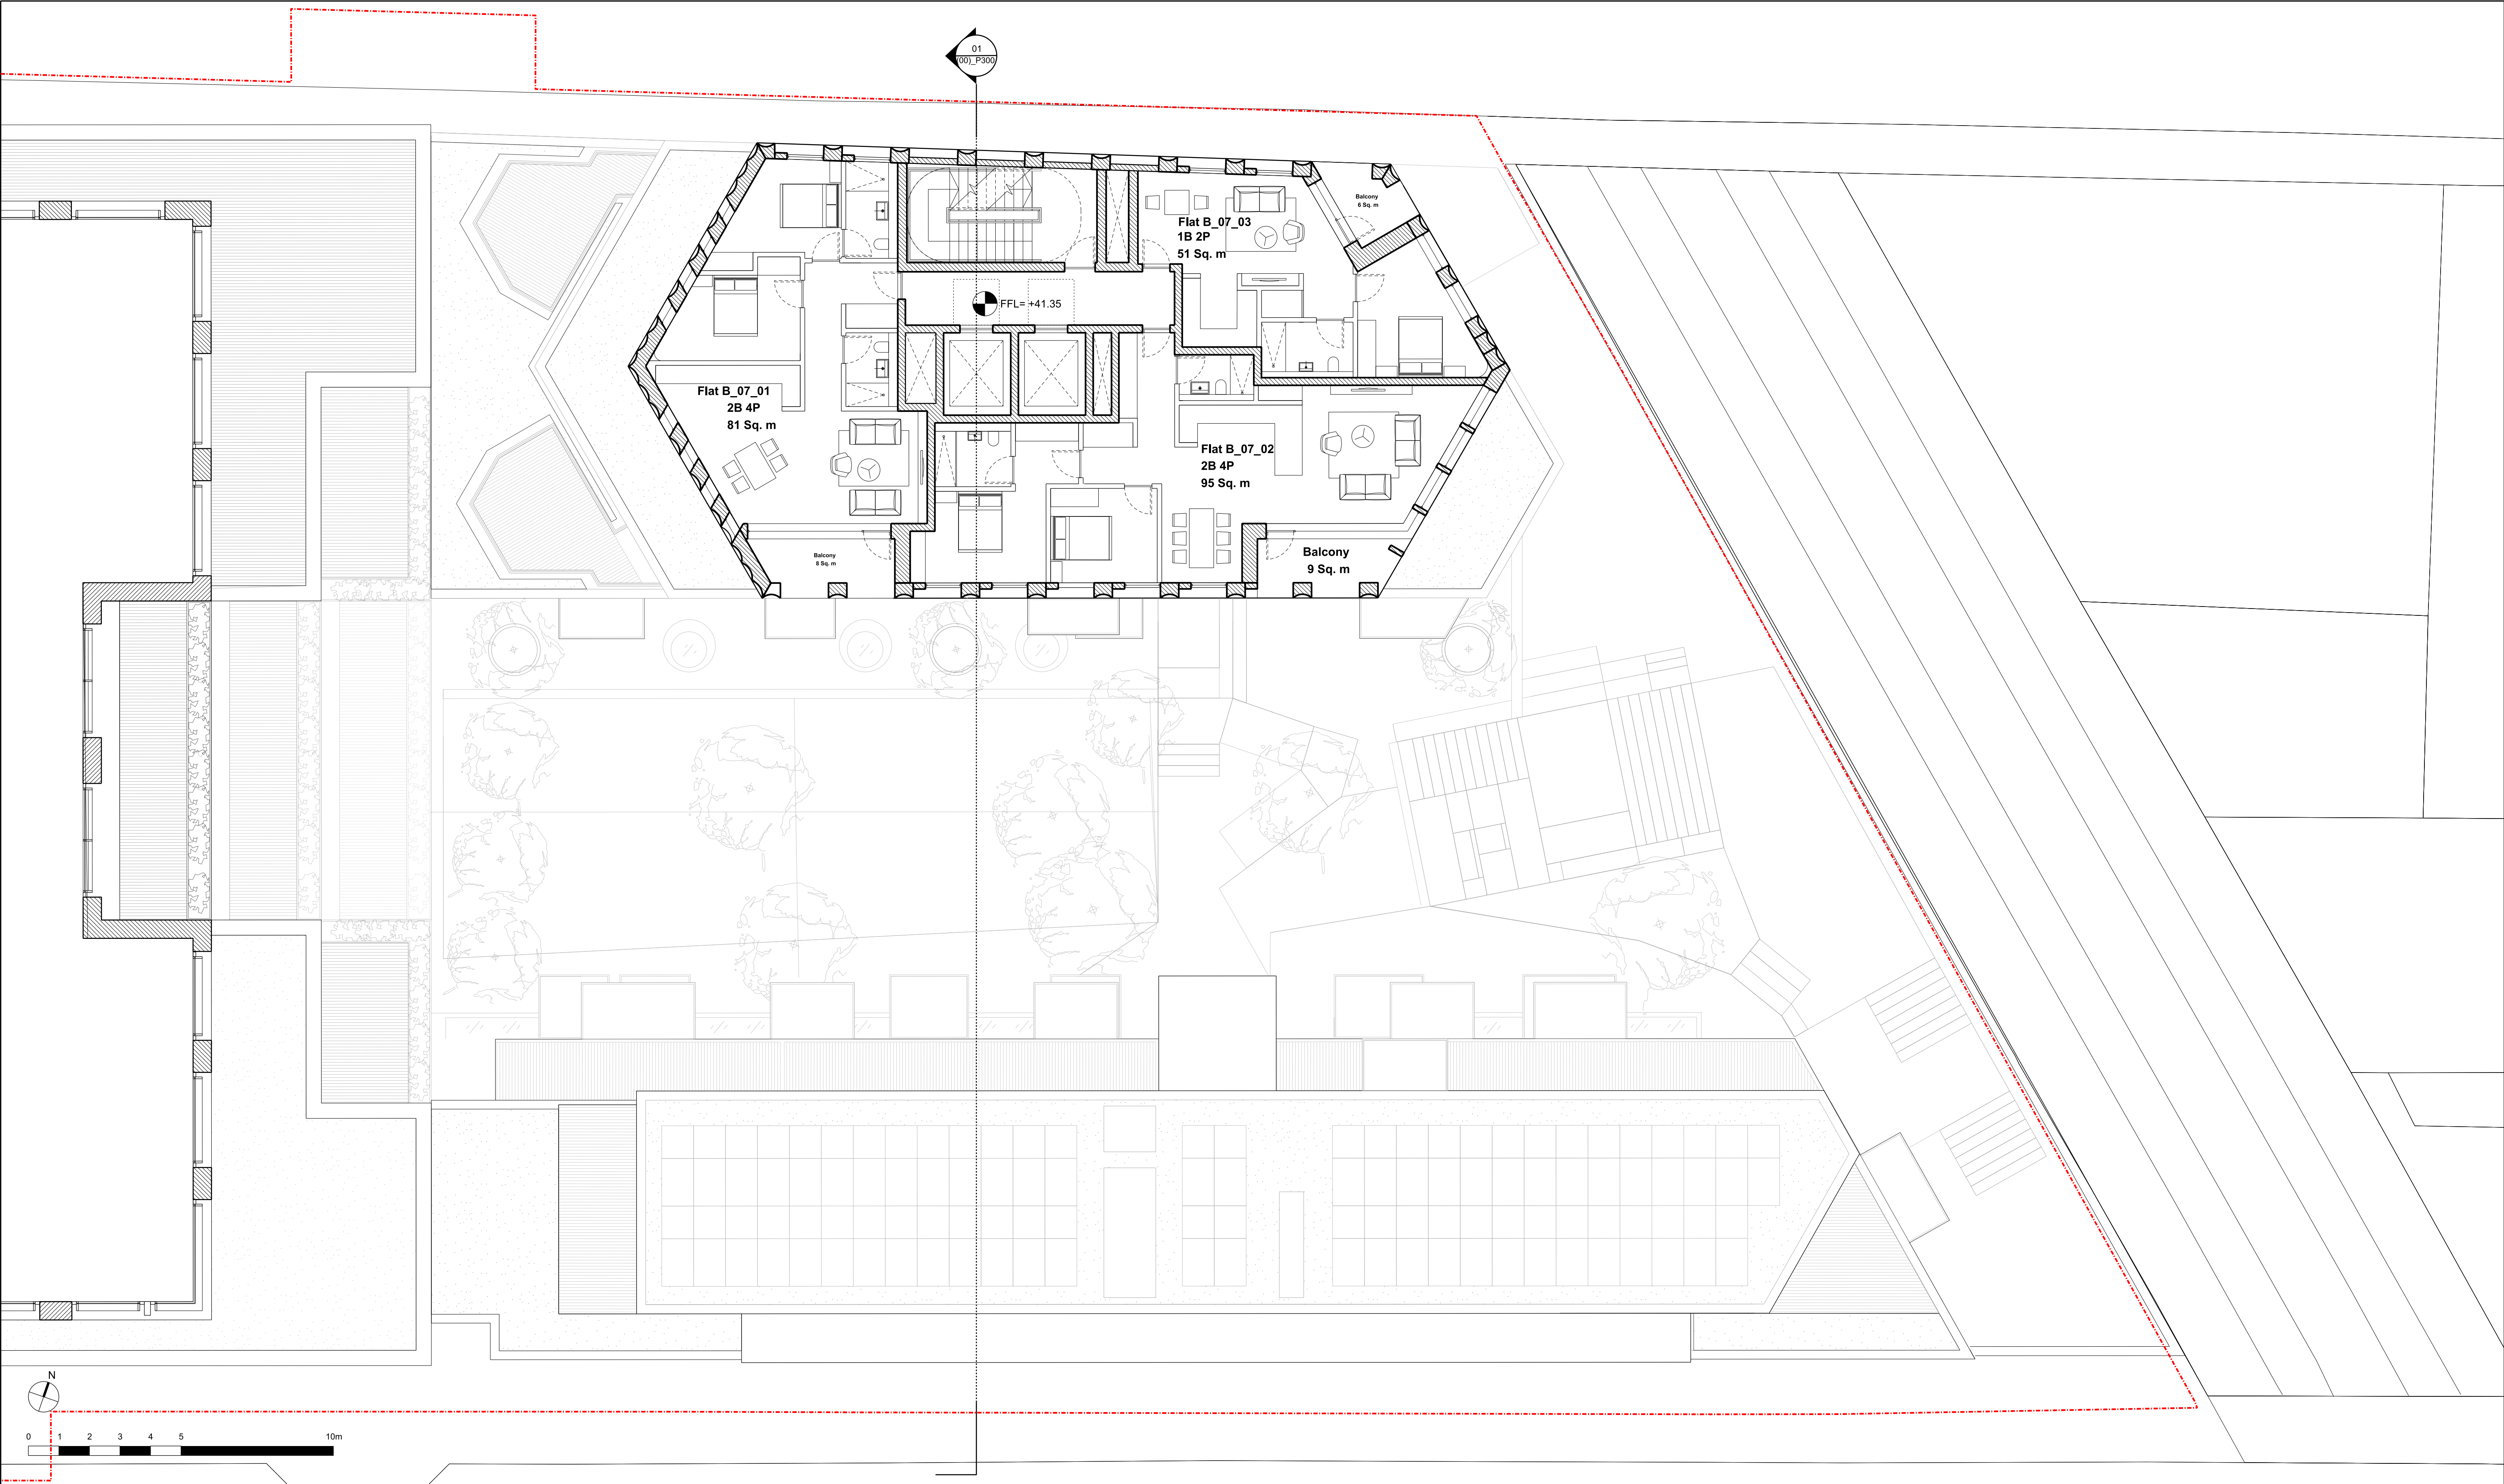 01
(00)_P300
Balcony
6 Sq. m
Flat B_07_03
1B 2P
51 Sq. m
FFL= +41.35
Flat B_07_01
2B 4P
81 Sq. m
Flat B_07_02
2B 4P
95 Sq. m
Balcony
8 Sq. m
Balcony
9 Sq. m
N
0 1 2 3 4 5 10m